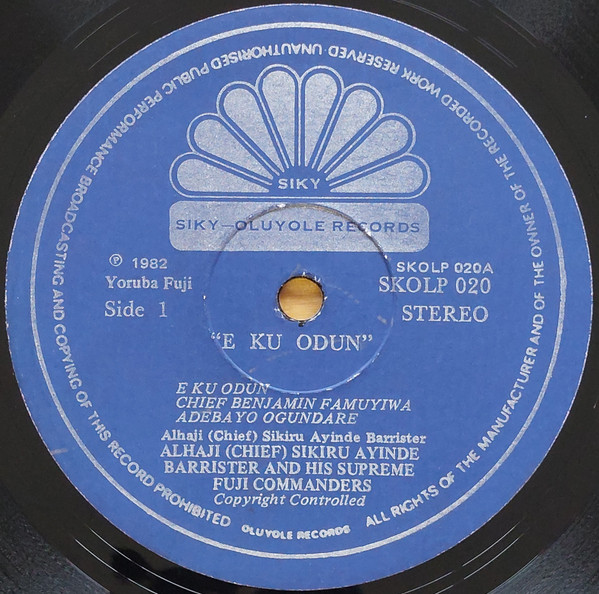 ALL RIGHTS OF THE MANUFACTURER AND OF THE OWNER OF THE RECORDED WORK RESERVED UNAUTHORISED PUBLIC PERFORMANCE BROADCASTING AND COPYING OF THIS RECORD PROHIBITED
SIKY
SIKY—OLUYOLE RECORDS
℗ 1982
SKOLP 020A
Yoruba Fuji
SKOLP 020
Side 1
STEREO
"E KU ODUN"
E KU ODUN
CHIEF BENJAMIN FAMUYIWA
ADEBAYO OGUNDARE
Alhaji (Chief) Sikiru Ayinde Barrister
ALHAJI (CHIEF) SIKIRU AYINDE
BARRISTER AND HIS SUPREME
FUJI COMMANDERS
Copyright Controlled
OLUYOLE RECORDS